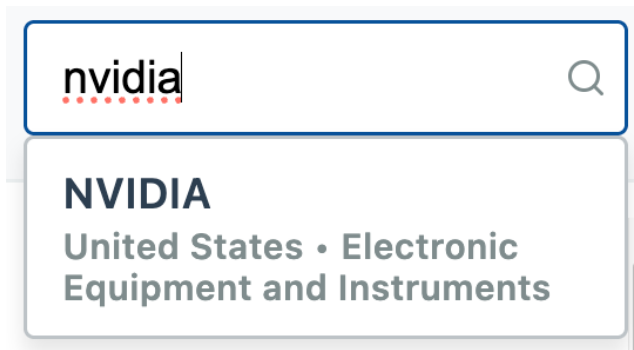 nvidia
NVIDIA
United States • Electronic
Equipment and Instruments